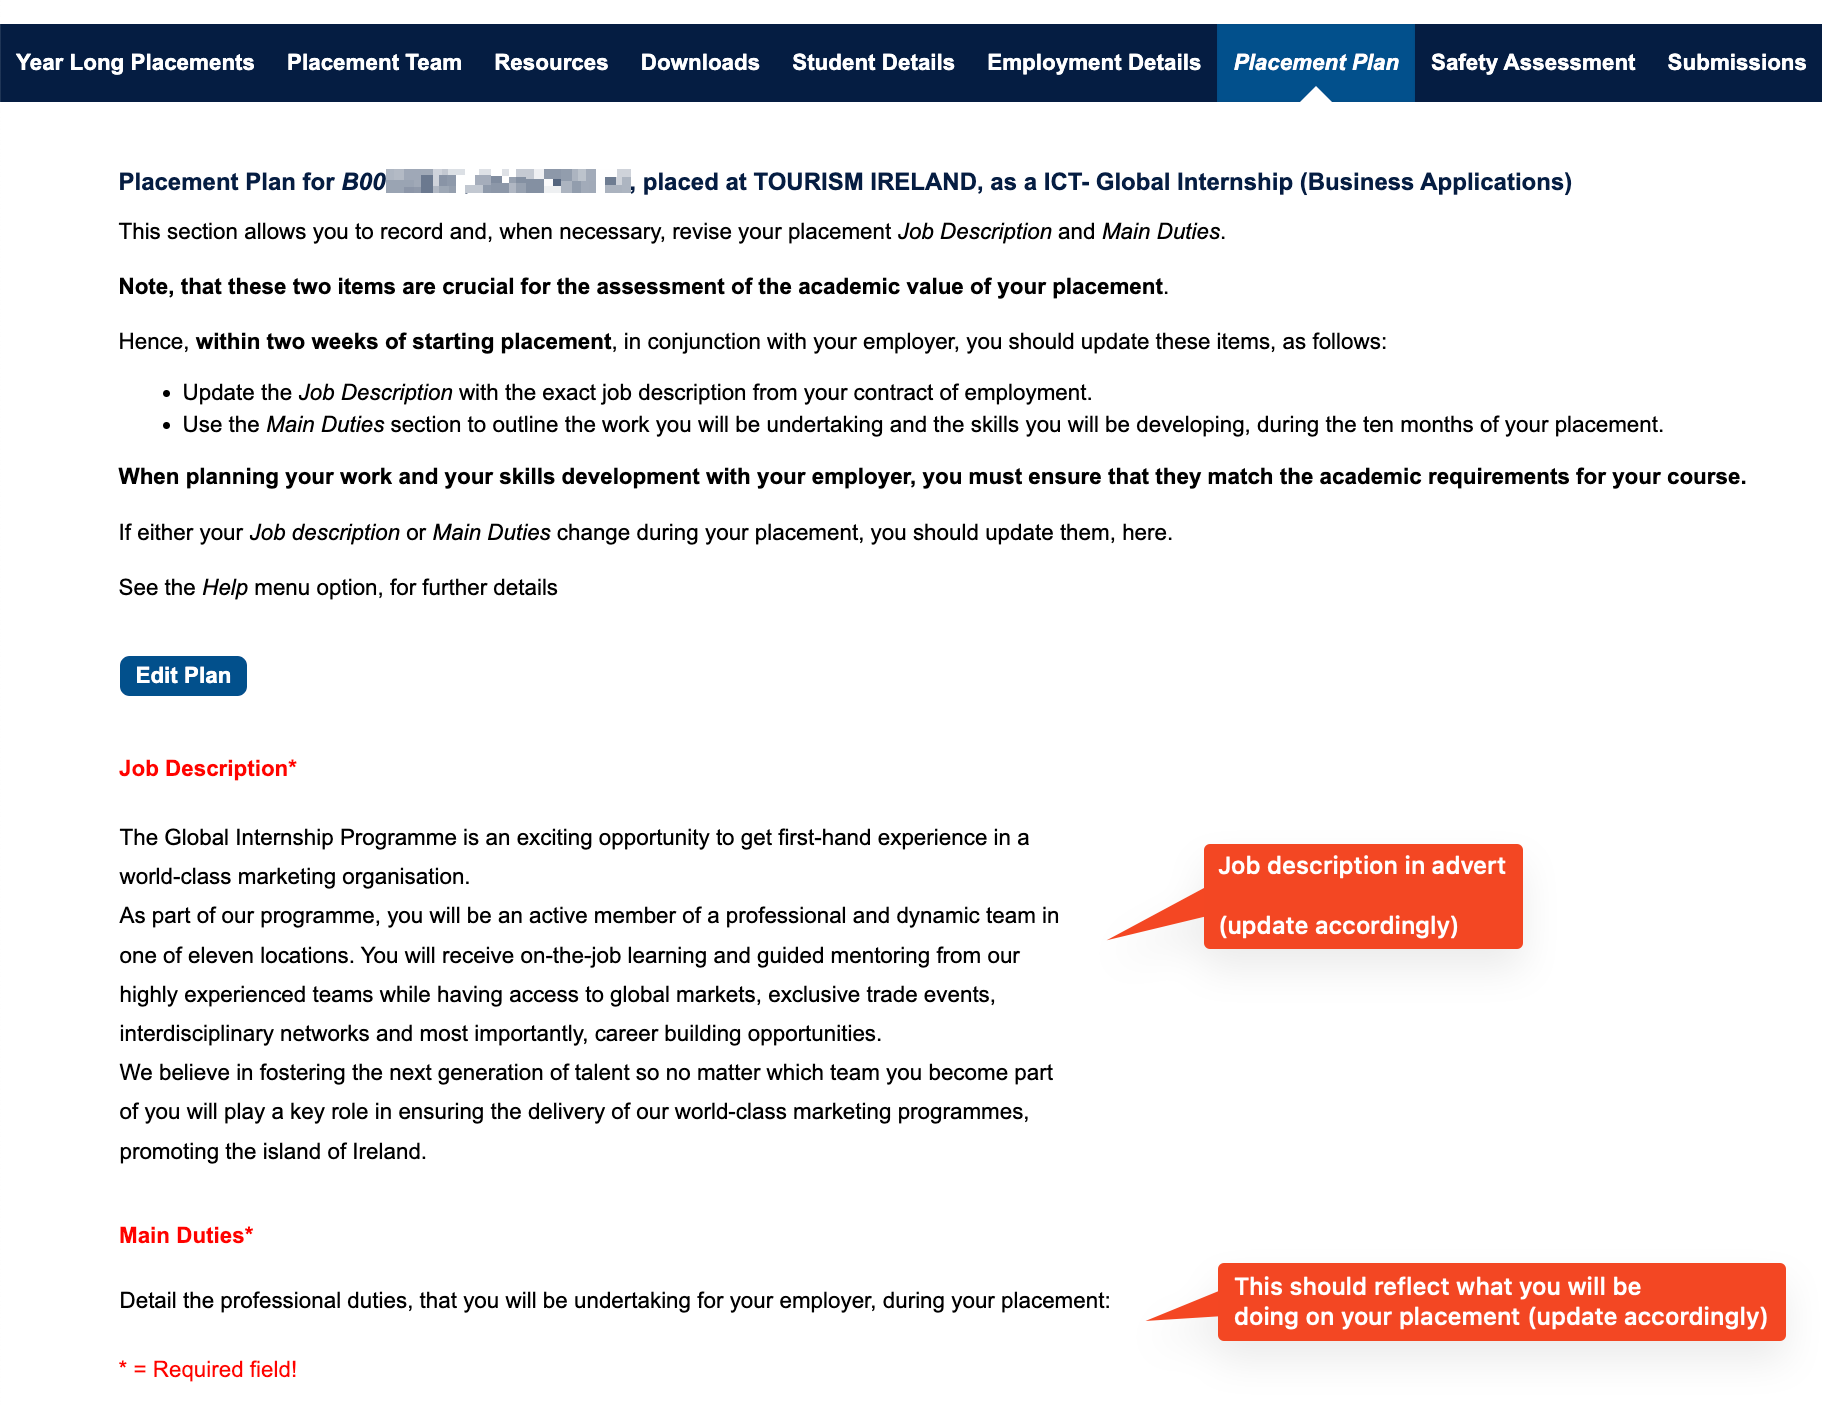 Year Long Placements Placement Team Resources Downloads Student Details Employment Details Placement Plan Safety Assessment Submissions
Placement Plan for B00 , placed at TOURISM IRELAND, as a ICT- Global Internship (Business Applications)
This section allows you to record and, when necessary, revise your placement Job Description and Main Duties.
Note, that these two items are crucial for the assessment of the academic value of your placement.
Hence, within two weeks of starting placement, in conjunction with your employer, you should update these items, as follows:
• Update the Job Description with the exact job description from your contract of employment.
• Use the Main Duties section to outline the work you will be undertaking and the skills you will be developing, during the ten months of your placement.
When planning your work and your skills development with your employer, you must ensure that they match the academic requirements for your course.
If either your Job description or Main Duties change during your placement, you should update them, here.
See the Help menu option, for further details
Edit Plan
Job Description*
The Global Internship Programme is an exciting opportunity to get first-hand experience in a
world-class marketing organisation.
As part of our programme, you will be an active member of a professional and dynamic team in
one of eleven locations. You will receive on-the-job learning and guided mentoring from our
highly experienced teams while having access to global markets, exclusive trade events,
interdisciplinary networks and most importantly, career building opportunities.
We believe in fostering the next generation of talent so no matter which team you become part
of you will play a key role in ensuring the delivery of our world-class marketing programmes,
promoting the island of Ireland.
Job description in advert
(update accordingly)
Main Duties*
Detail the professional duties, that you will be undertaking for your employer, during your placement:
This should reflect what you will be
doing on your placement (update accordingly)
* = Required field!